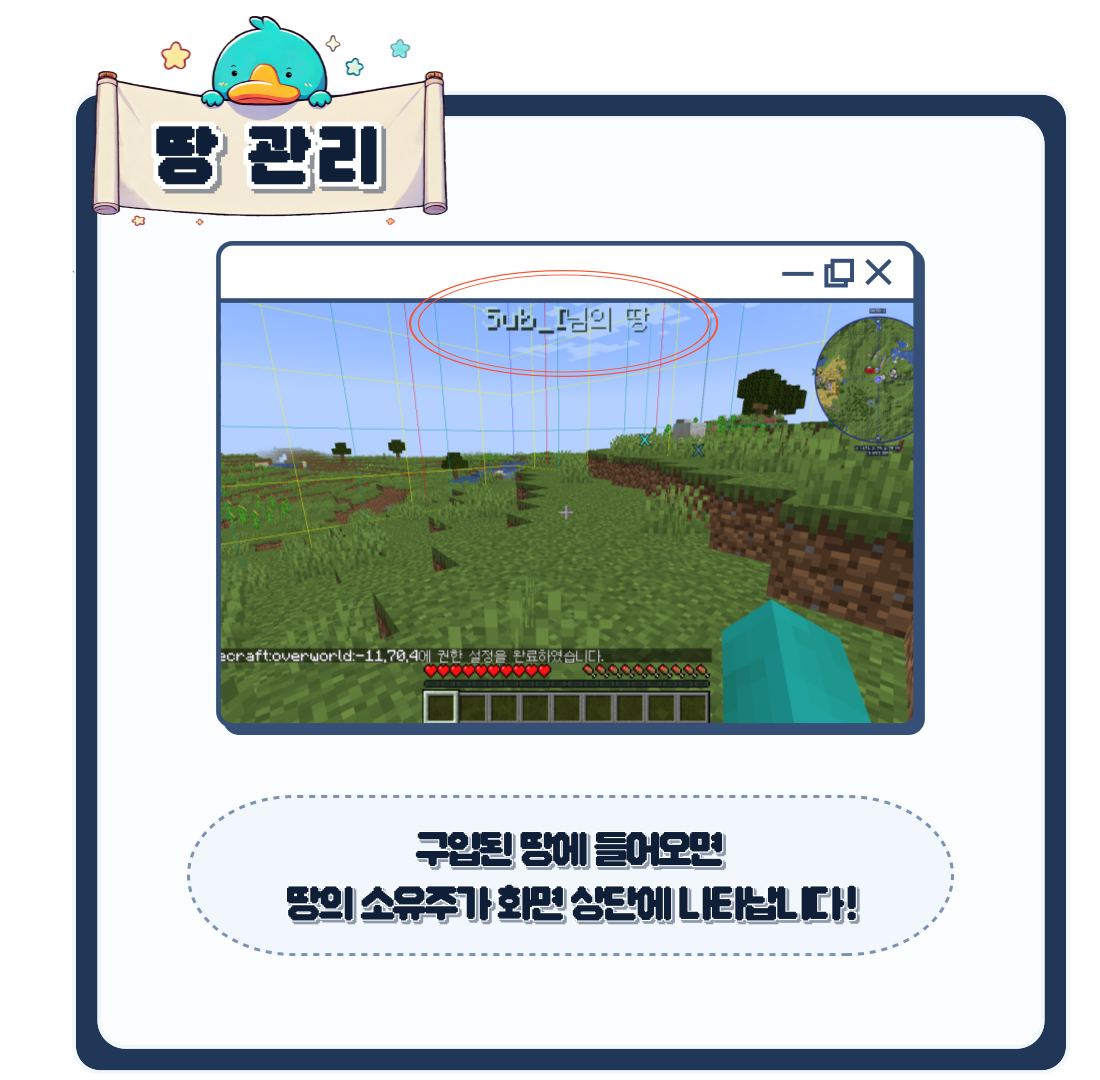 땅 관리
Sub_I님의 땅
ecraft:overworld:-11,70,4에 권한 설정을 완료하였습니다.
구입된 땅에 들어오면
땅의 소유주가 화면 상단에 나타납니다!